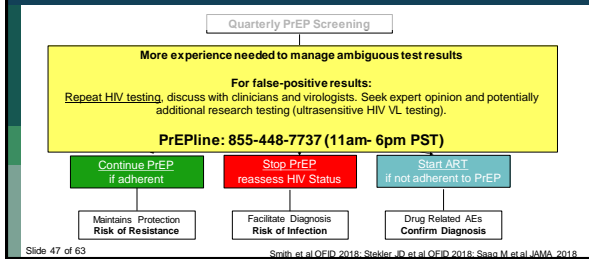 Quarterly PrEP Screening
More experience needed to manage ambiguous test results
For false-positive results:
Repeat HIV testing, discuss with clinicians and virologists. Seek expert opinion and potentially
additional research testing (ultrasensitive HIV VL testing).
PrEPline: 855-448-7737 (11am- 6pm PST)
Continue PrEP
if adherent
Stop PrEP
reassess HIV Status
Start ART
if not adherent to PrEP
Maintains Protection
Risk of Resistance
Facilitate Diagnosis
Risk of Infection
Drug Related AEs
Confirm Diagnosis
Slide 47 of 63
Smith et al OFID 2018; Stekler JD et al OFID 2018; Saag M et al JAMA 2018